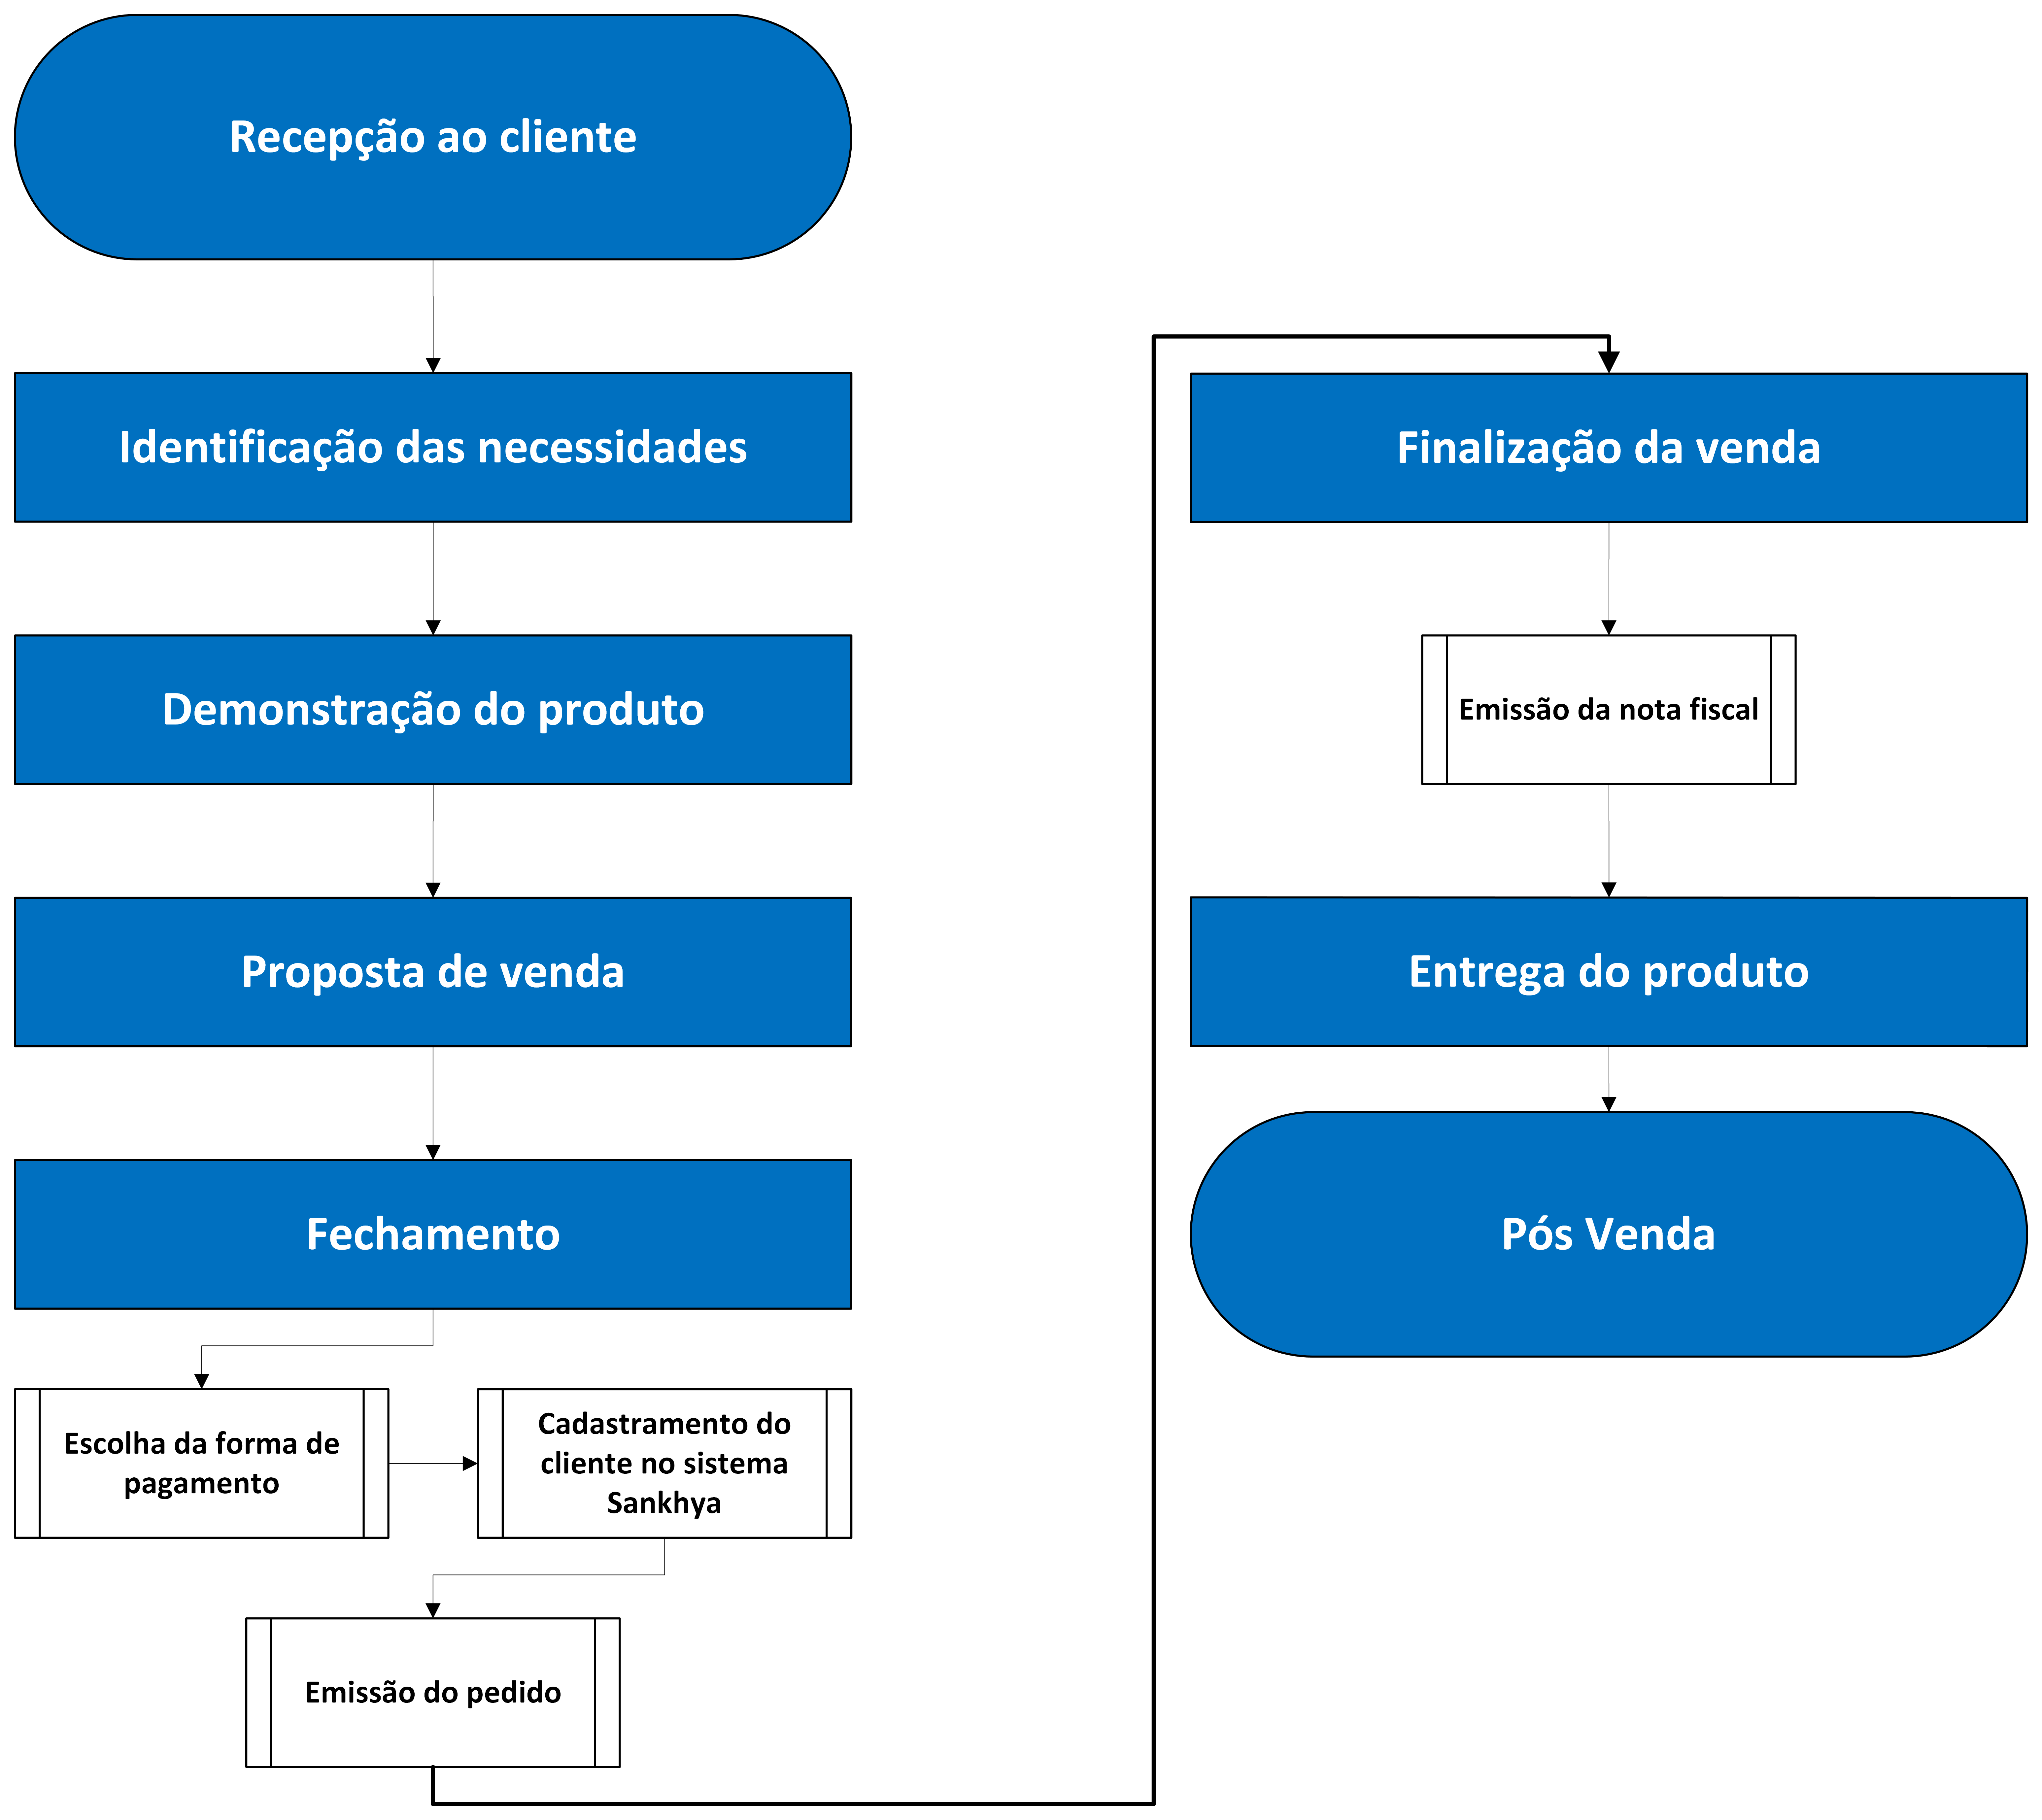 Recepção ao cliente
Identificação das necessidades
Demonstração do produto
Proposta de venda
Fechamento
Escolha da forma de
pagamento
Cadastramento do
cliente no sistema
Sankhya
Emissão do pedido
Finalização da venda
Emissão da nota fiscal
Entrega do produto
Pós Venda